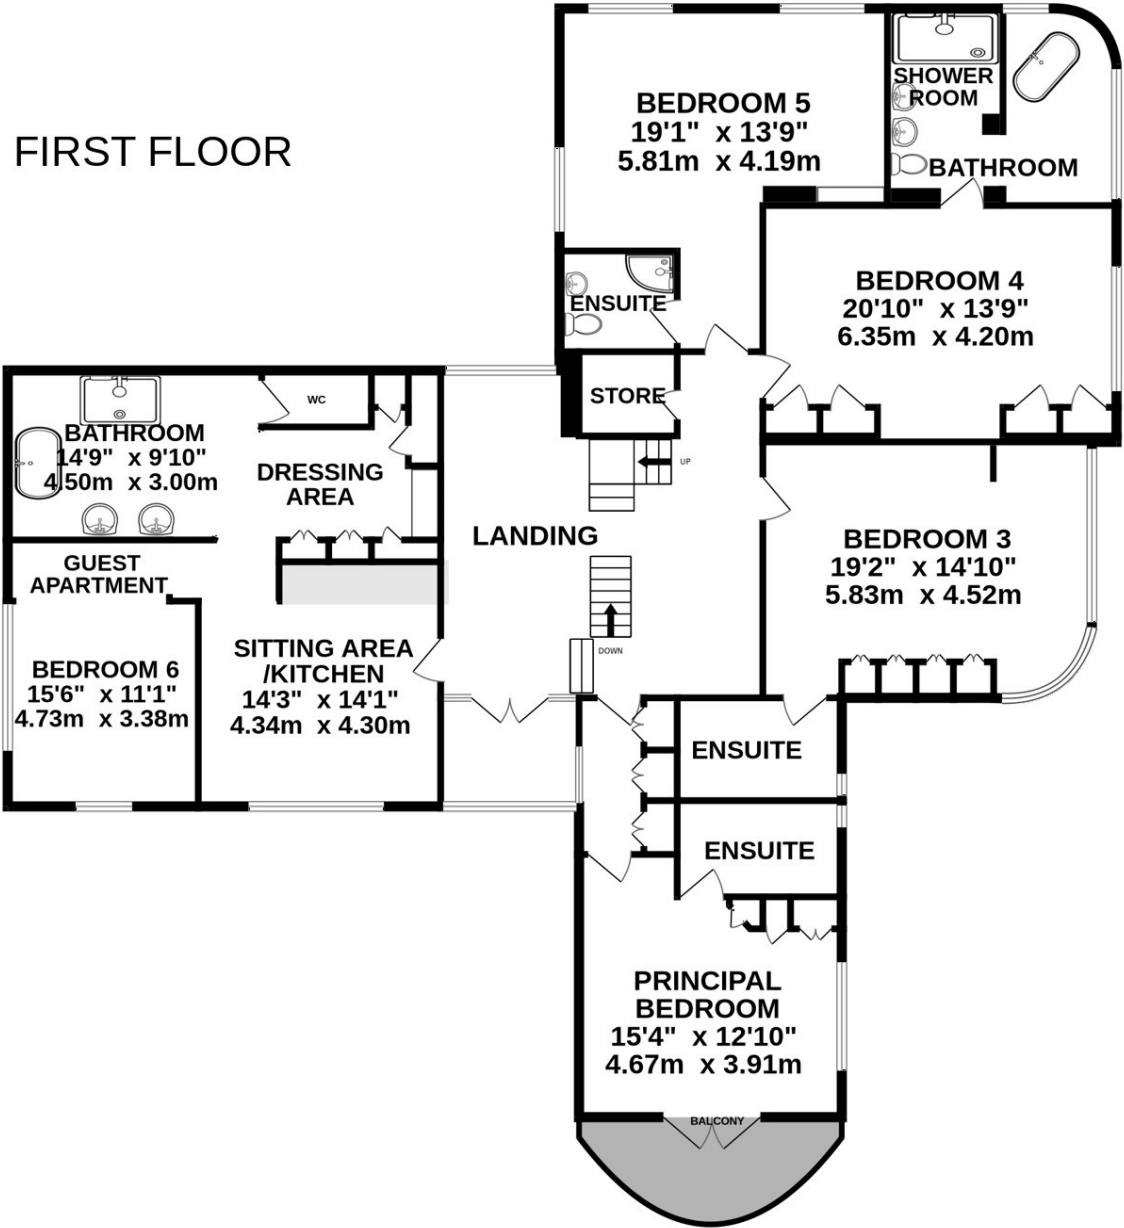 FIRST FLOOR
BEDROOM 5
19'1" x 13'9"
5.81m x 4.19m
SHOWER
ROOM
BATHROOM
ENSUITE
BEDROOM 4
20'10" x 13'9"
6.35m x 4.20m
STORE
WC
BATHROOM
14'9" x 9'10"
4.50m x 3.00m
DRESSING
AREA
UP
LANDING
BEDROOM 3
19'2" x 14'10"
5.83m x 4.52m
GUEST
APARTMENT
SITTING AREA
/KITCHEN
14'3" x 14'1"
4.34m x 4.30m
DOWN
BEDROOM 6
15'6" x 11'1"
4.73m x 3.38m
ENSUITE
ENSUITE
PRINCIPAL
BEDROOM
15'4" x 12'10"
4.67m x 3.91m
BALCONY